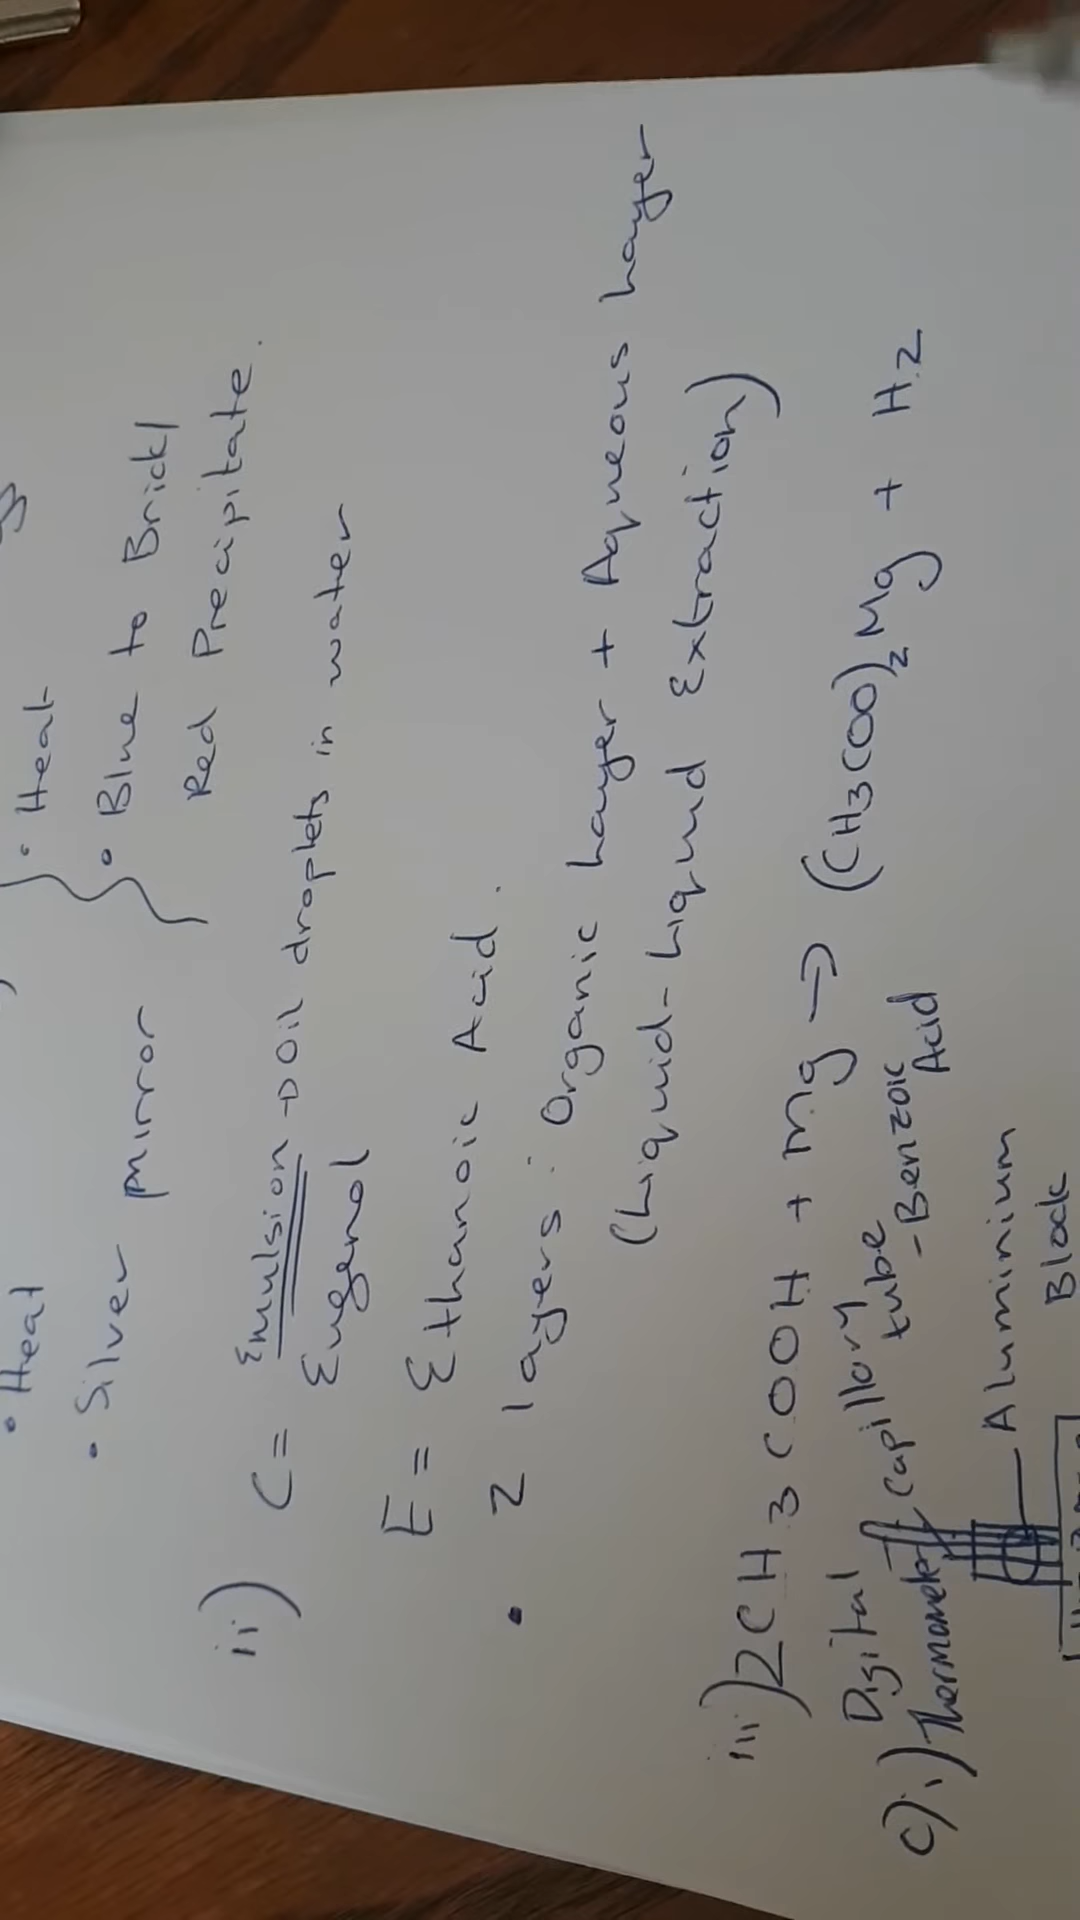 • Heat
• Silver mirror
• Heat
• Blue to Brick/
Red Precipitate.
ii) C = Emulsion → Oil droplets in water
Eugenol
E = Ethanoic Acid.
• 2 layers: Organic Layer + Aqueous Layer
(Liquid-Liquid Extraction)
iii) 2CH3COOH + Mg → (CH3COO)2Mg + H2
c) i) Digital
Thermometer
Capillory
tube
- Benzoic
Acid
Aluminium
Block